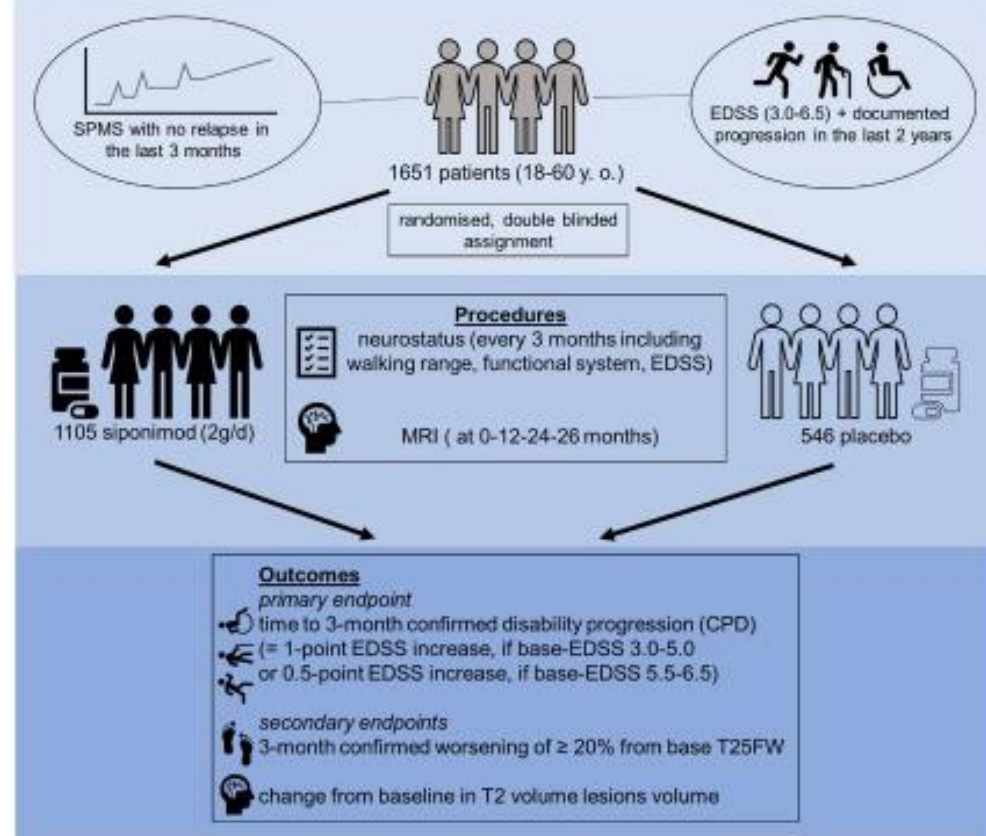 SPMS with no relapse in
the last 3 months
EDSS (3.0-6.5) + documented
progression in the last 2 years
1651 patients (18-60 y. o.)
randomised, double blinded
assignment
Procedures
neurostatus (every 3 months including
walking range, functional system, EDSS)
MRI ( at 0-12-24-26 months)
1105 siponimod (2g/d)
546 placebo
Outcomes
primary endpoint
time to 3-month confirmed disability progression (CPD)
(= 1-point EDSS increase, if base-EDSS 3.0-5.0
or 0.5-point EDSS increase, if base-EDSS 5.5-6.5)
secondary endpoints
3-month confirmed worsening of ≥ 20% from base T25FW
change from baseline in T2 volume lesions volume